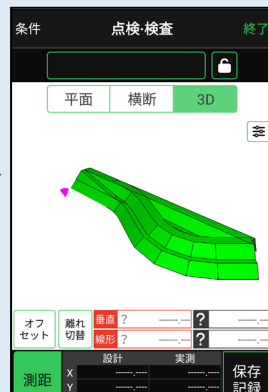 条件 点検・検査 終了
平面 横断 3D
オフセット 離れ切替 垂直 ? ------.--- ? ------.---
線形 ? ------.--- ------.---
設計 実測
測距 X ------.---- ------.---- 保存
Y ------.---- ------.---- 記録